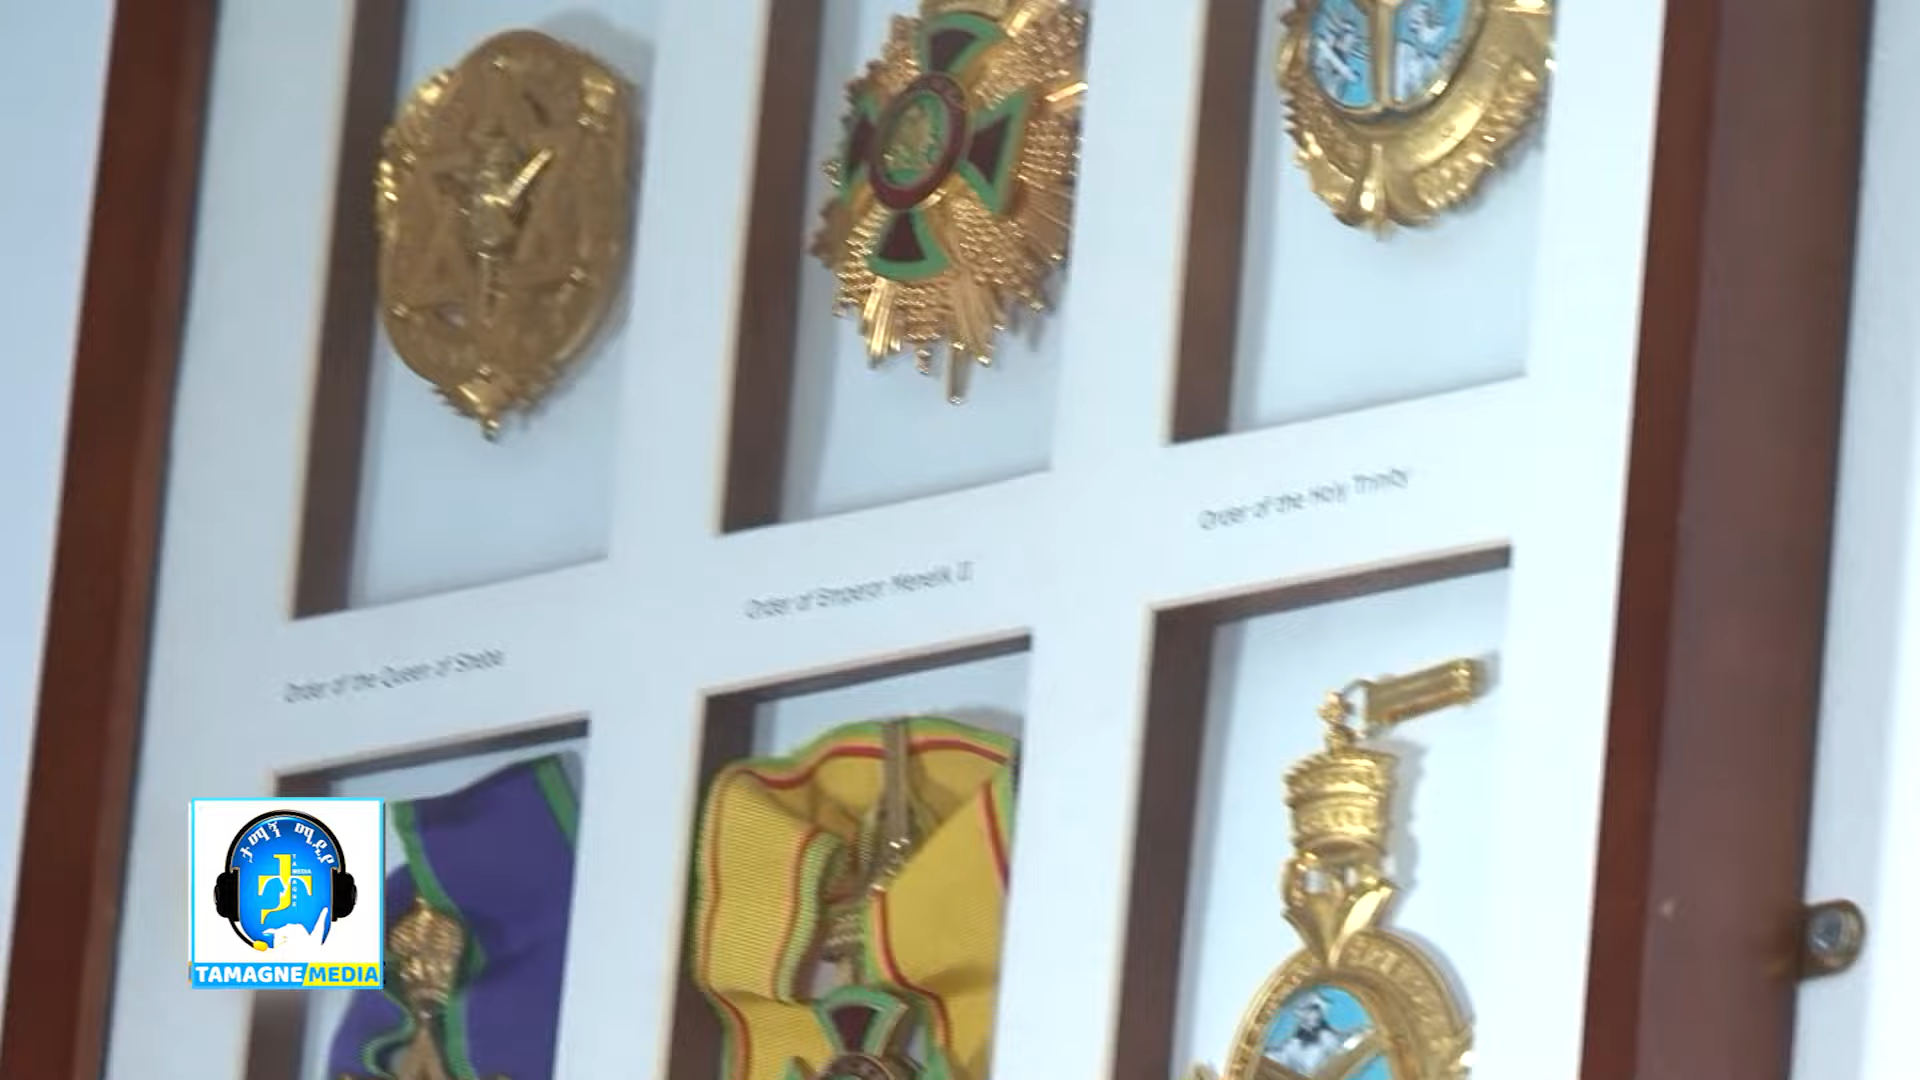 Order of the Holy Trinity
Order of Emperor Menelik II
Order of the Queen of Sheba
ታማኝ ሚዲያ
MEDIA
TAMAGNE MEDIA